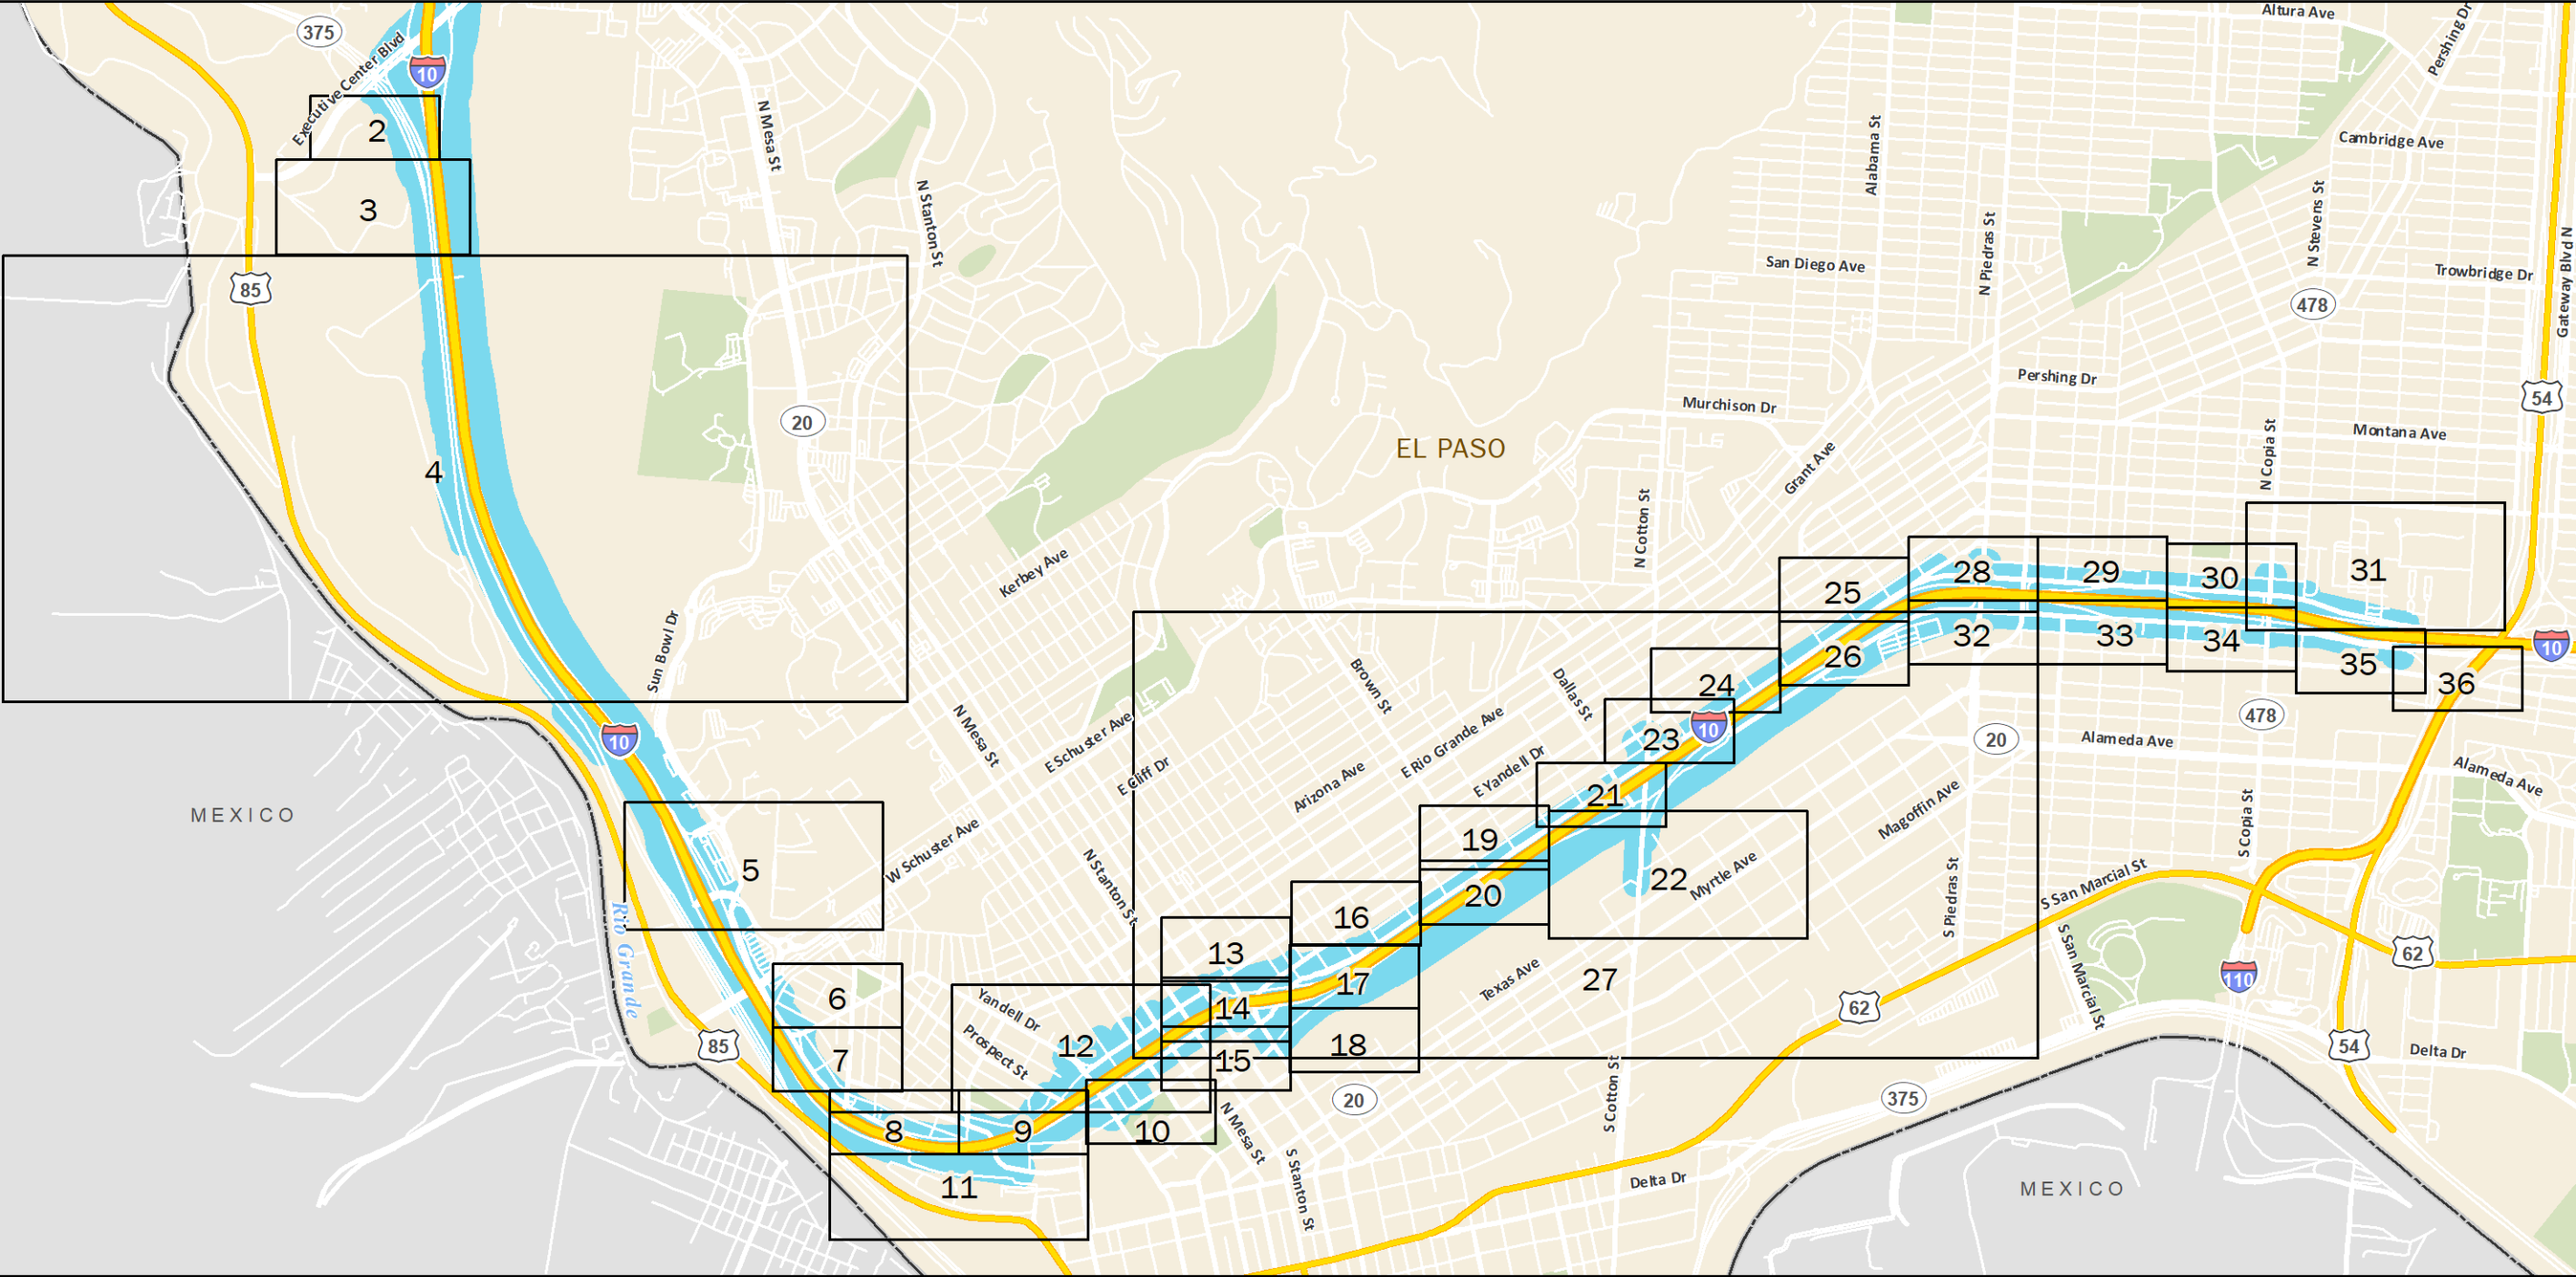 375
Executive Center Blvd
10
2
3
N Mesa St
N Stanton St
85
4
20
Kerbey Ave
Sun Bowl Dr
10
MEXICO
Rio Grande
5
W Schuster Ave
N Mesa St
E Schuster Ave
E Cliff Dr
N Stanton St
85
6
7
8
9
10
11
12
Yandell Dr
Prospect St
13
14
15
16
17
18
19
20
21
22
23
24
25
26
27
28
29
30
31
32
33
34
35
36
EL PASO
Altura Ave
Pershing Dr
Cambridge Ave
Alabama St
N Piedras St
N Stevens St
San Diego Ave
Trowbridge Dr
Gateway Blvd N
478
Pershing Dr
Murchison Dr
54
Montana Ave
N Copia St
Grant Ave
N Cotton St
Brown St
Dallas St
Arizona Ave
E Rio Grande Ave
E Yandell Dr
10
10
478
20
Alameda Ave
Alameda Ave
Magoffin Ave
Myrtle Ave
S Piedras St
S Copia St
S San Marcial St
S San Marcial St
Texas Ave
62
62
110
54
Delta Dr
20
S Cotton St
375
N Mesa St
S Stanton St
Delta Dr
MEXICO